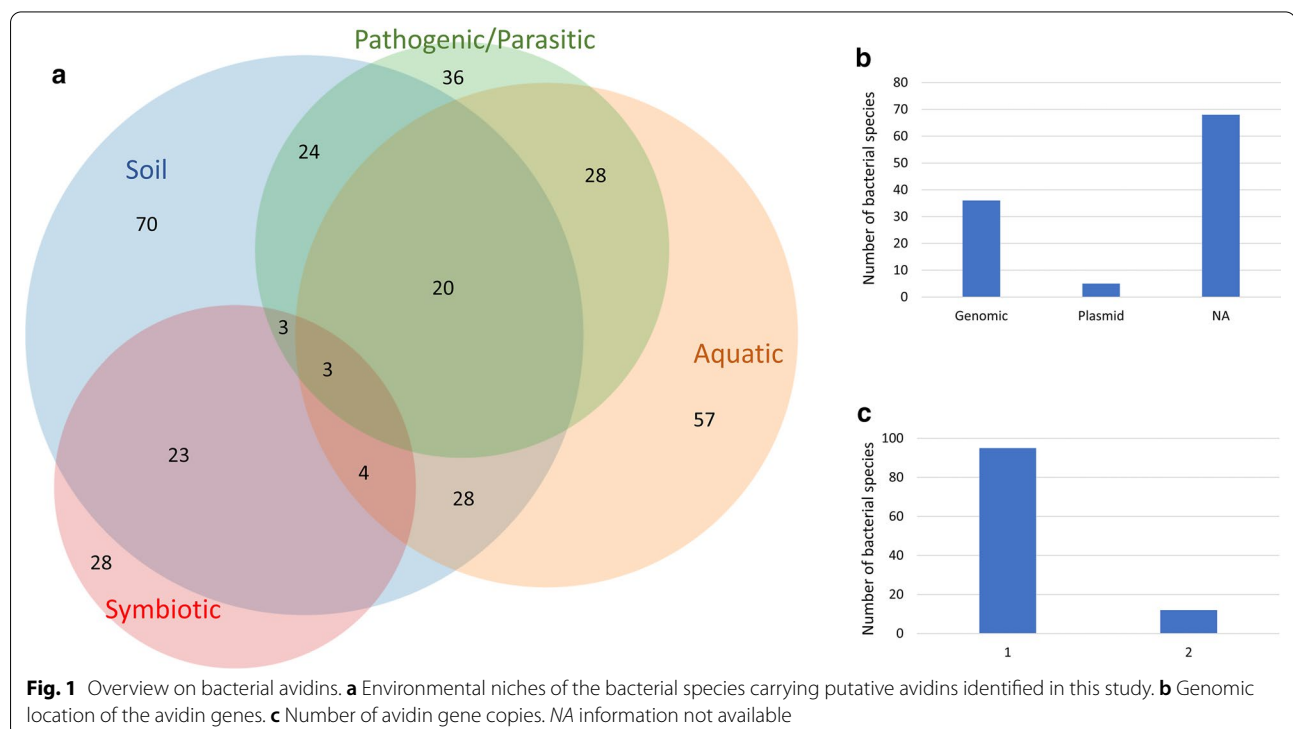 a
Pathogenic/Parasitic
36
24
28
Soil
70
20
3
3
Aquatic
57
23
4
28
28
Symbiotic
b
Number of bacterial species
80
70
60
50
40
30
20
10
0
Genomic Plasmid NA
c
Number of bacterial species
100
80
60
40
20
0
1 2
Fig. 1 Overview on bacterial avidins. a Environmental niches of the bacterial species carrying putative avidins identified in this study. b Genomic
location of the avidin genes. c Number of avidin gene copies. NA information not available